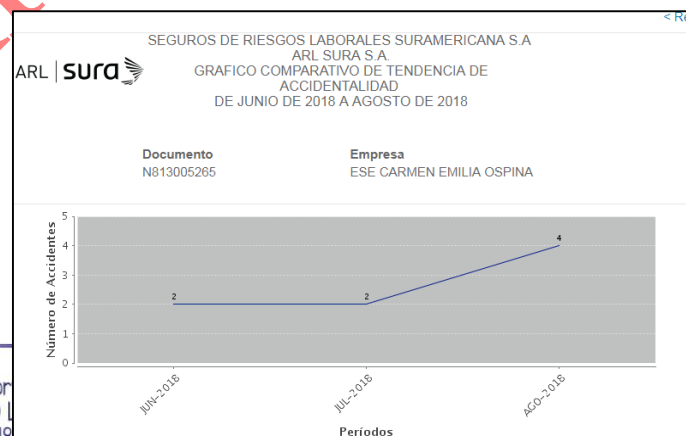 < Re
SEGUROS DE RIESGOS LABORALES SURAMERICANA S.A
ARL SURA S.A.
GRAFICO COMPARATIVO DE TENDENCIA DE
ACCIDENTALIDAD
DE JUNIO DE 2018 A AGOSTO DE 2018
ARL sura
Documento Empresa
N813005265 ESE CARMEN EMILIA OSPINA
Número de Accidentes
5
4
3
2
1
0
2
2
4
JUN-2018
JUL-2018
AGO-2018
Períodos